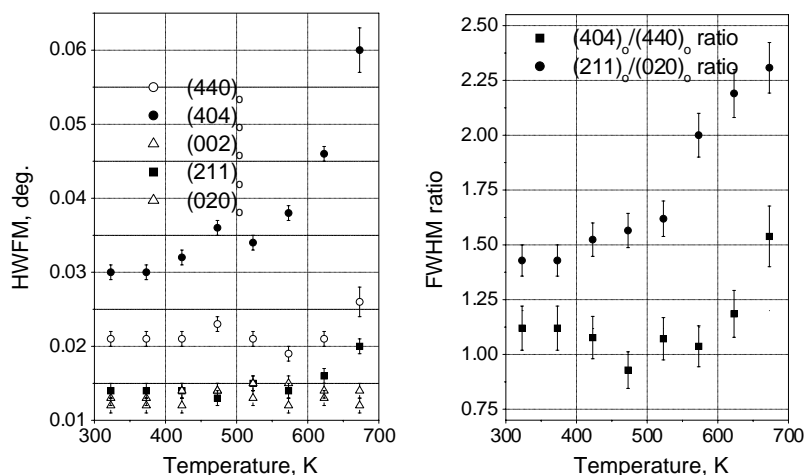 0.06
0.05
0.04
0.03
0.02
0.01
HWFM, deg.
(440)o
(404)o
(002)o
(211)o
(020)o
300 400 500 600 700
Temperature, K
2.50
2.25
2.00
1.75
1.50
1.25
1.00
0.75
FWHM ratio
(404)o/(440)o ratio
(211)o/(020)o ratio
300 400 500 600 700
Temperature, K